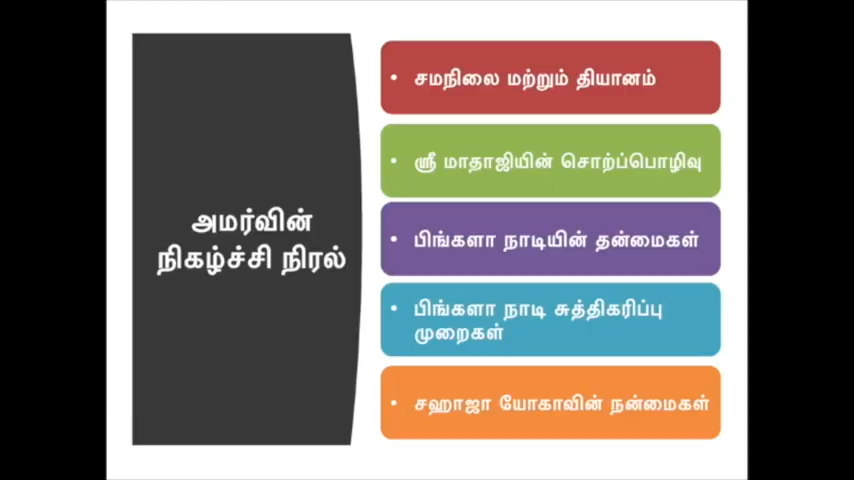 அமர்வின்
நிகழ்ச்சி நிரல்
• சமநிலை மற்றும் தியானம்
• ஸ்ரீ மாதாஜியின் சொற்ப்பொழிவு
• பிங்களா நாடியின் தன்மைகள்
• பிங்களா நாடி சுத்திகரிப்பு
முறைகள்
• சஹாஜா யோகாவின் நன்மைகள்